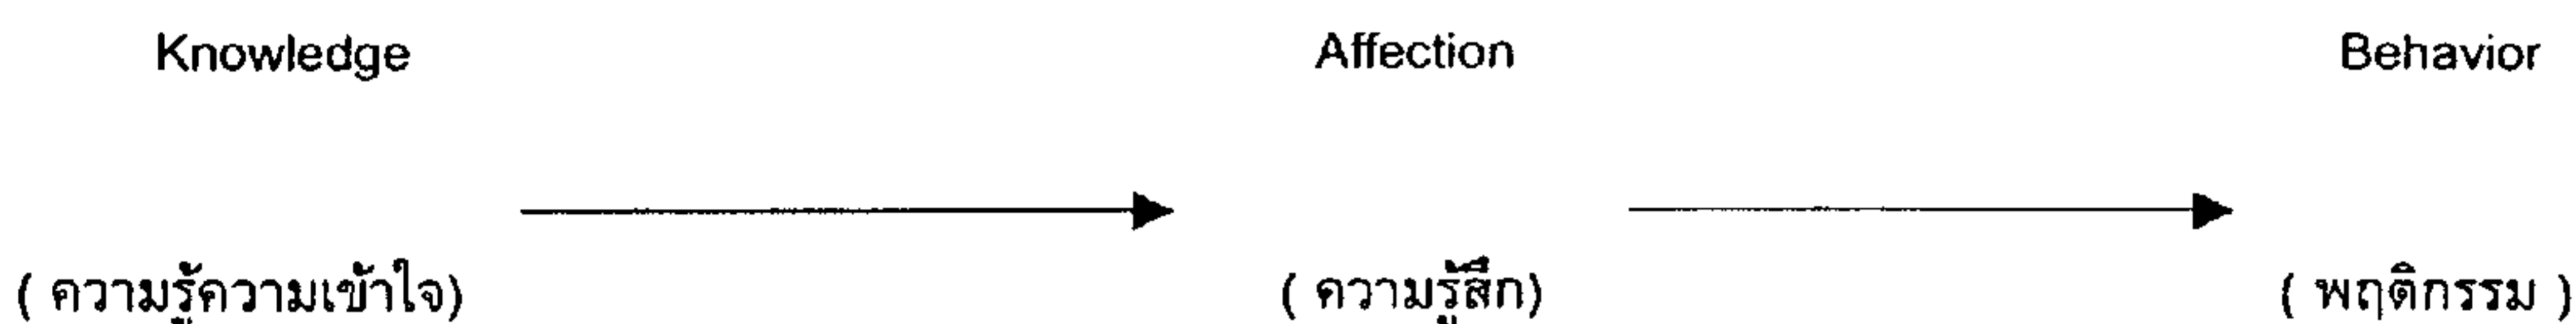 Knowledge Affection Behavior
( ความรู้ความเข้าใจ) ( ความรู้สึก) ( พฤติกรรม )